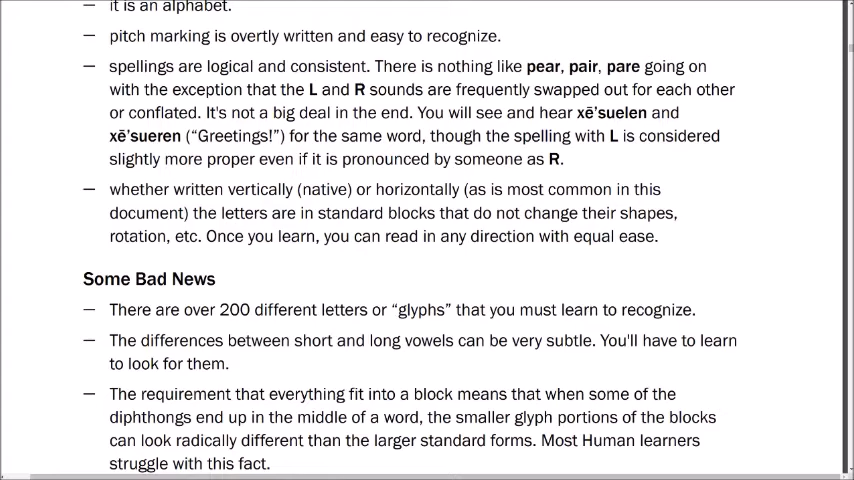 — it is an alphabet.
— pitch marking is overtly written and easy to recognize.
— spellings are logical and consistent. There is nothing like pear, pair, pare going on
with the exception that the L and R sounds are frequently swapped out for each other
or conflated. It's not a big deal in the end. You will see and hear xē’suelen and
xē’sueren (“Greetings!”) for the same word, though the spelling with L is considered
slightly more proper even if it is pronounced by someone as R.
— whether written vertically (native) or horizontally (as is most common in this
document) the letters are in standard blocks that do not change their shapes,
rotation, etc. Once you learn, you can read in any direction with equal ease.
Some Bad News
— There are over 200 different letters or “glyphs” that you must learn to recognize.
— The differences between short and long vowels can be very subtle. You'll have to learn
to look for them.
— The requirement that everything fit into a block means that when some of the
diphthongs end up in the middle of a word, the smaller glyph portions of the blocks
can look radically different than the larger standard forms. Most Human learners
struggle with this fact.